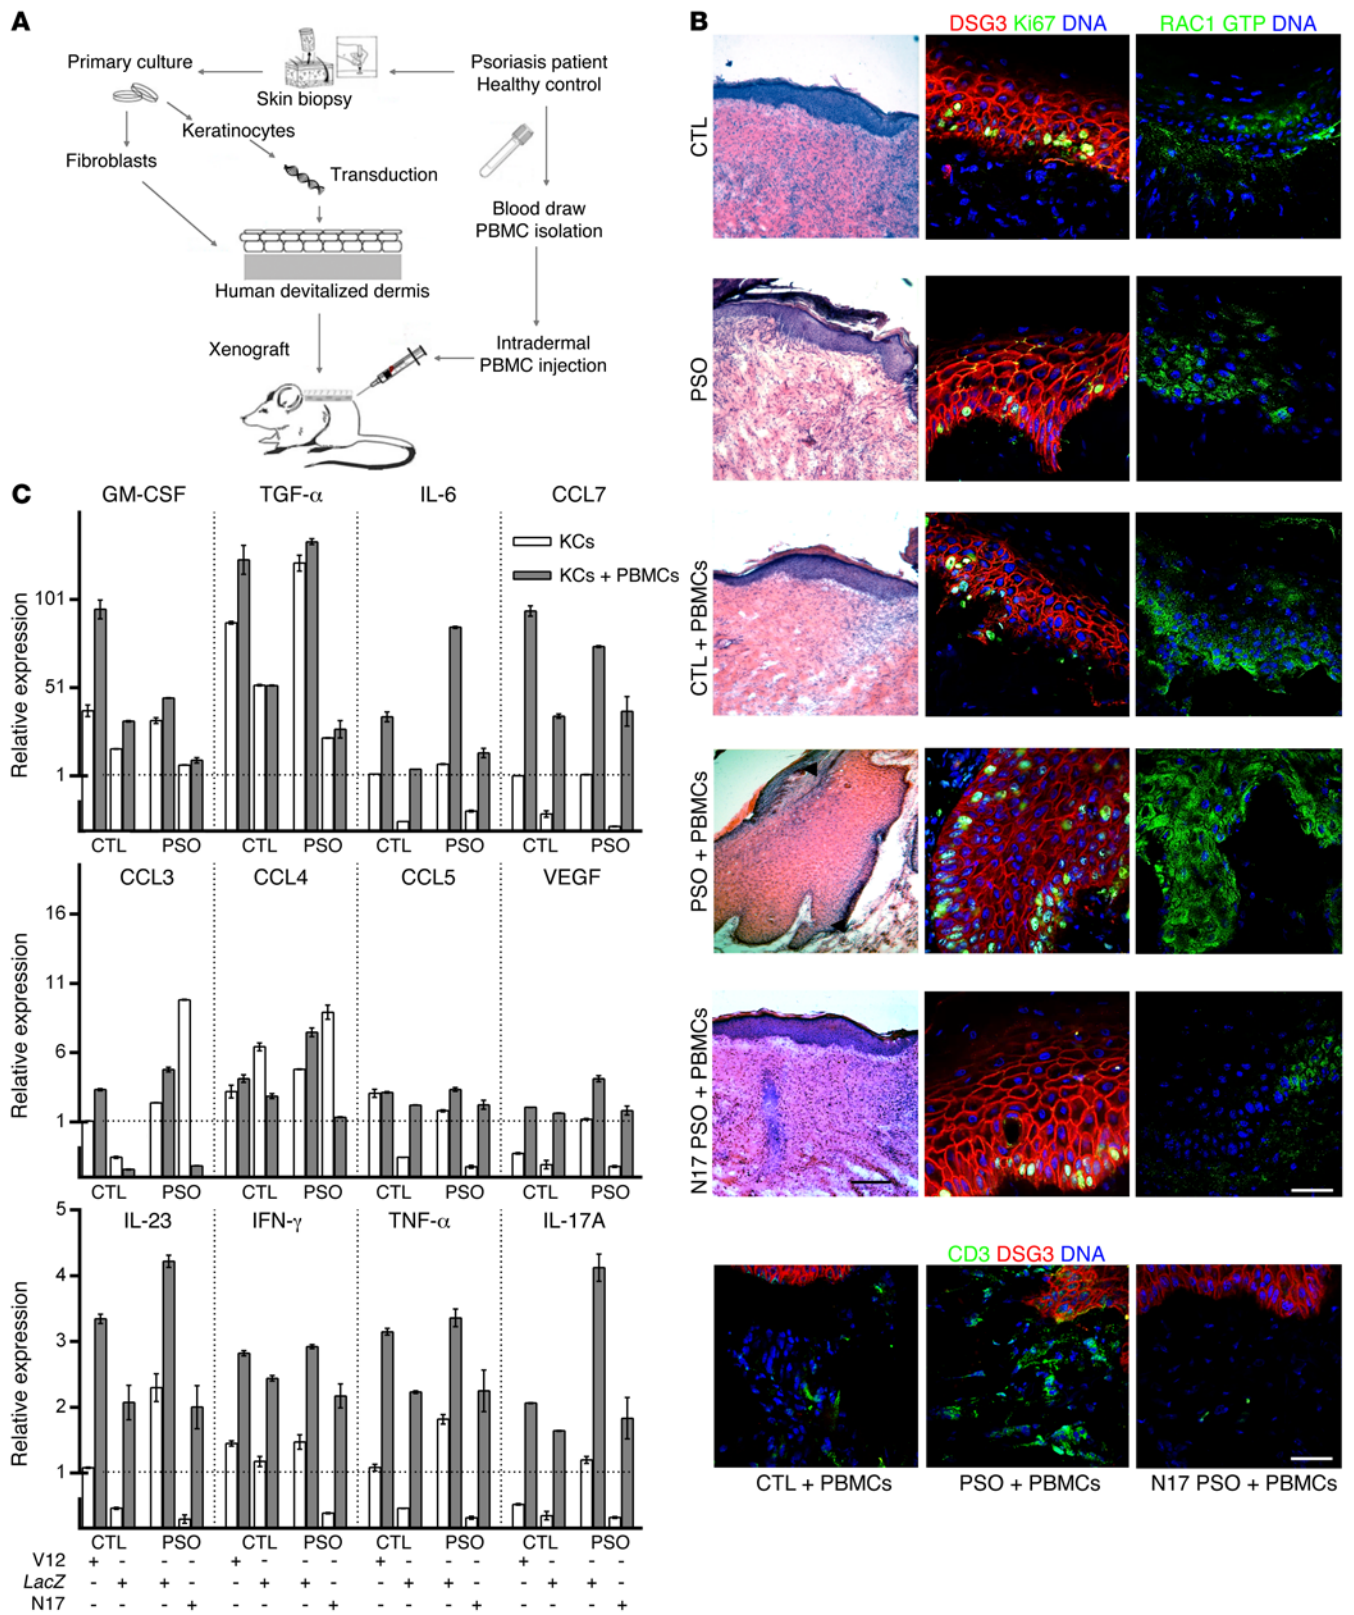 A
Primary culture
Skin biopsy
Psoriasis patient
Healthy control
Keratinocytes
Fibroblasts
Transduction
Blood draw
PBMC isolation
Human devitalized dermis
Xenograft
Intradermal
PBMC injection
B
DSG3 Ki67 DNA
RAC1 GTP DNA
CTL
PSO
CTL + PBMCs
PSO + PBMCs
N17 PSO + PBMCs
CD3 DSG3 DNA
CTL + PBMCs
PSO + PBMCs
N17 PSO + PBMCs
C
GM-CSF TGF-α IL-6 CCL7
KCs
KCs + PBMCs
Relative expression
101
51
1
CTL PSO CTL PSO CTL PSO CTL PSO
CCL3 CCL4 CCL5 VEGF
Relative expression
16
11
6
1
CTL PSO CTL PSO CTL PSO CTL PSO
IL-23 IFN-γ TNF-α IL-17A
Relative expression
5
4
3
2
1
CTL PSO CTL PSO CTL PSO CTL PSO
V12 + - - - + - - - + - - - + - - -
LacZ - + + - - + + - - + + - - + + -
N17 - - - + - - - + - - - + - - - +